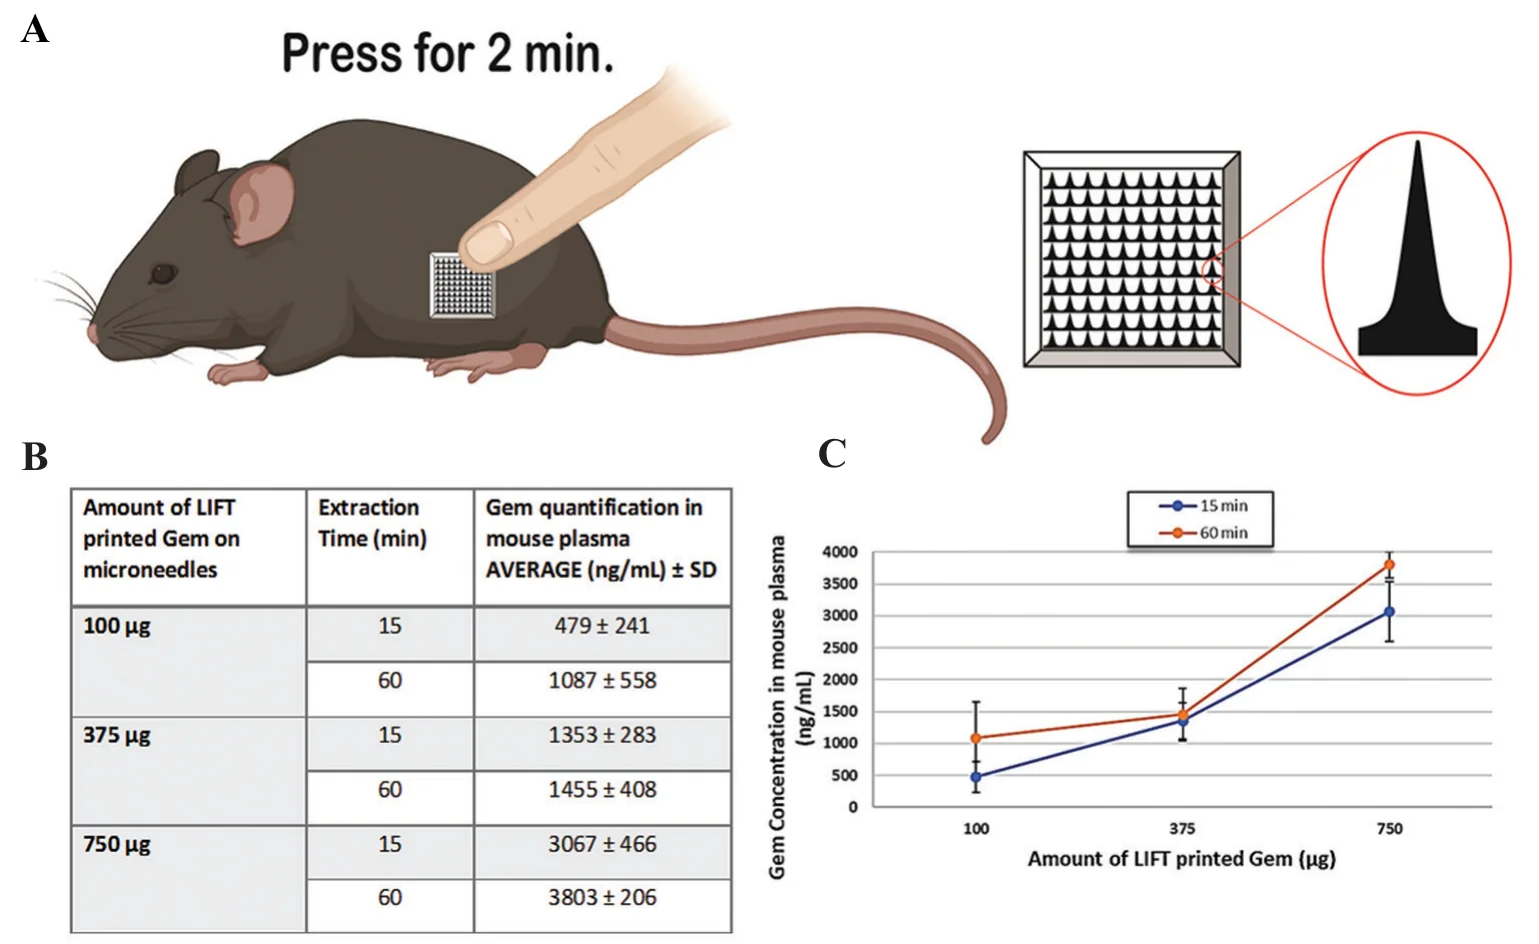 A
Press for 2 min.
B
Amount of LIFT
printed Gem on
microneedles
Extraction
Time (min)
Gem quantification in
mouse plasma
AVERAGE (ng/mL) ± SD
100 µg
15
479 ± 241
60
1087 ± 558
375 µg
15
1353 ± 283
60
1455 ± 408
750 µg
15
3067 ± 466
60
3803 ± 206
C
15 min
60 min
Gem Concentration in mouse plasma
(ng/mL)
4000
3500
3000
2500
2000
1500
1000
500
0
100
375
750
Amount of LIFT printed Gem (µg)